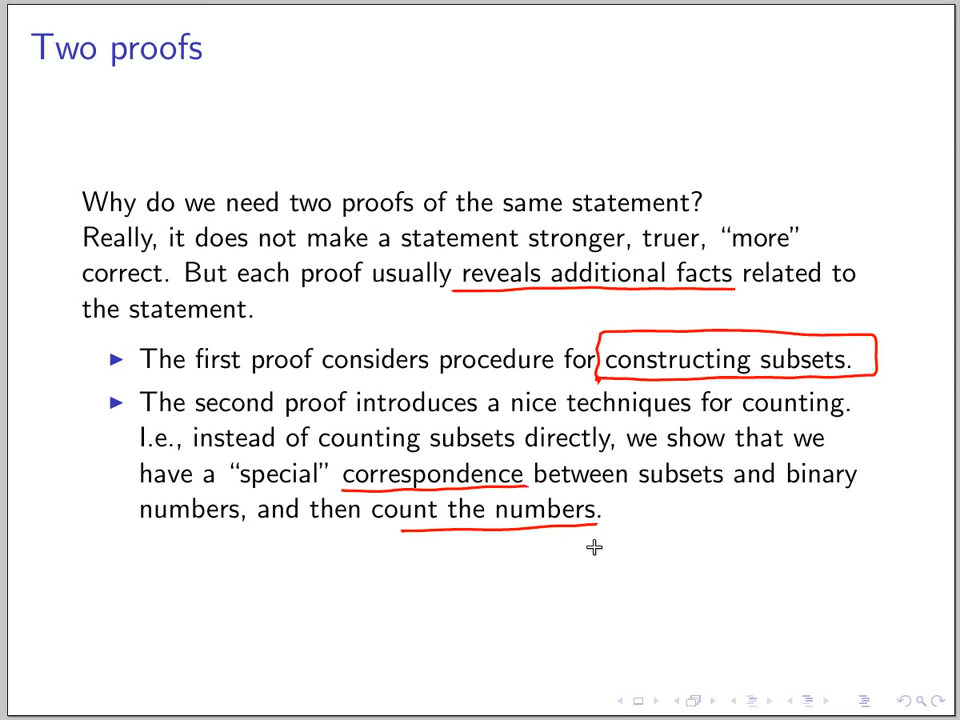 Two proofs
Why do we need two proofs of the same statement?
Really, it does not make a statement stronger, truer, “more”
correct. But each proof usually reveals additional facts related to
the statement.
The first proof considers procedure for constructing subsets.
The second proof introduces a nice techniques for counting.
I.e., instead of counting subsets directly, we show that we
have a “special” correspondence between subsets and binary
numbers, and then count the numbers.